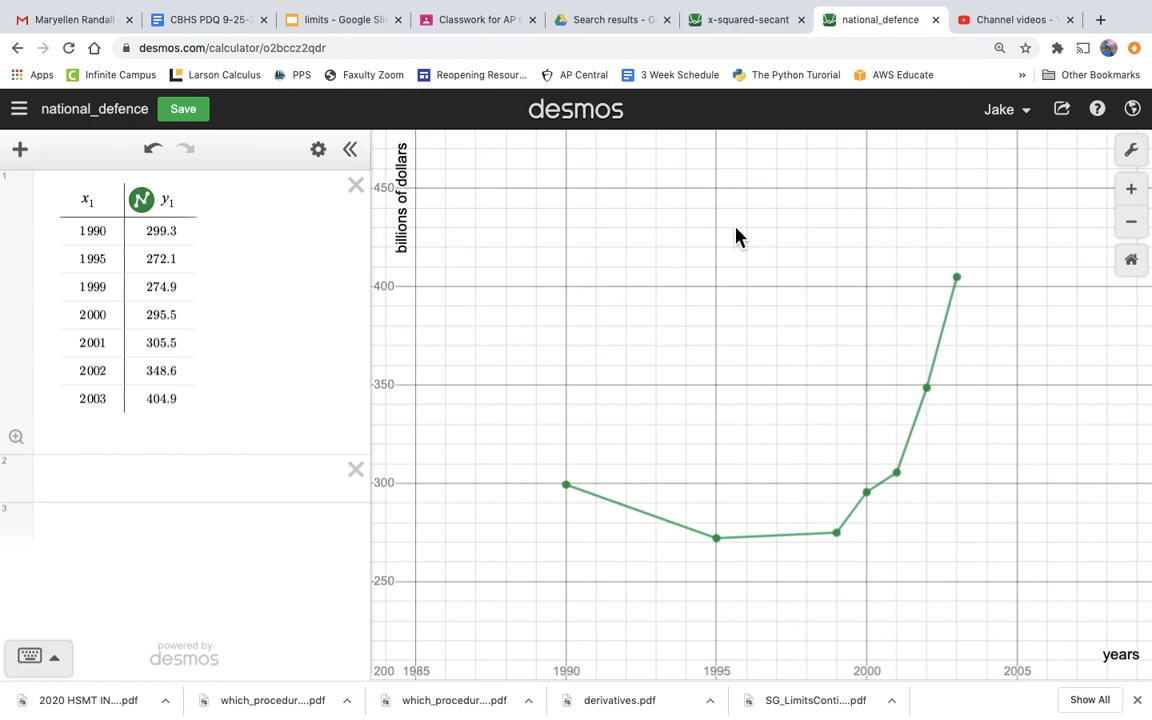 Maryellen Randall
CBHS PDQ 9-25-
limits - Google Sli
Classwork for AP
Search results - G
x-squared-secant
national_defence
Channel videos -
desmos.com/calculator/o2bccz2qdr
Apps
Infinite Campus
Larson Calculus
PPS
Faxulty Zoom
Reopening Resour...
AP Central
3 Week Schedule
The Python Turorial
AWS Educate
»
Other Bookmarks
national_defence
Save
desmos
Jake
1
x1 y1
1990 299.3
1995 272.1
1999 274.9
2000 295.5
2001 305.5
2002 348.6
2003 404.9
2
3
powered by
desmos
billions of dollars
450
400
350
300
250
200
1985 1990 1995 2000 2005
years
2020 HSMT IN....pdf
which_procedur....pdf
which_procedur....pdf
derivatives.pdf
SG_LimitsConti....pdf
Show All